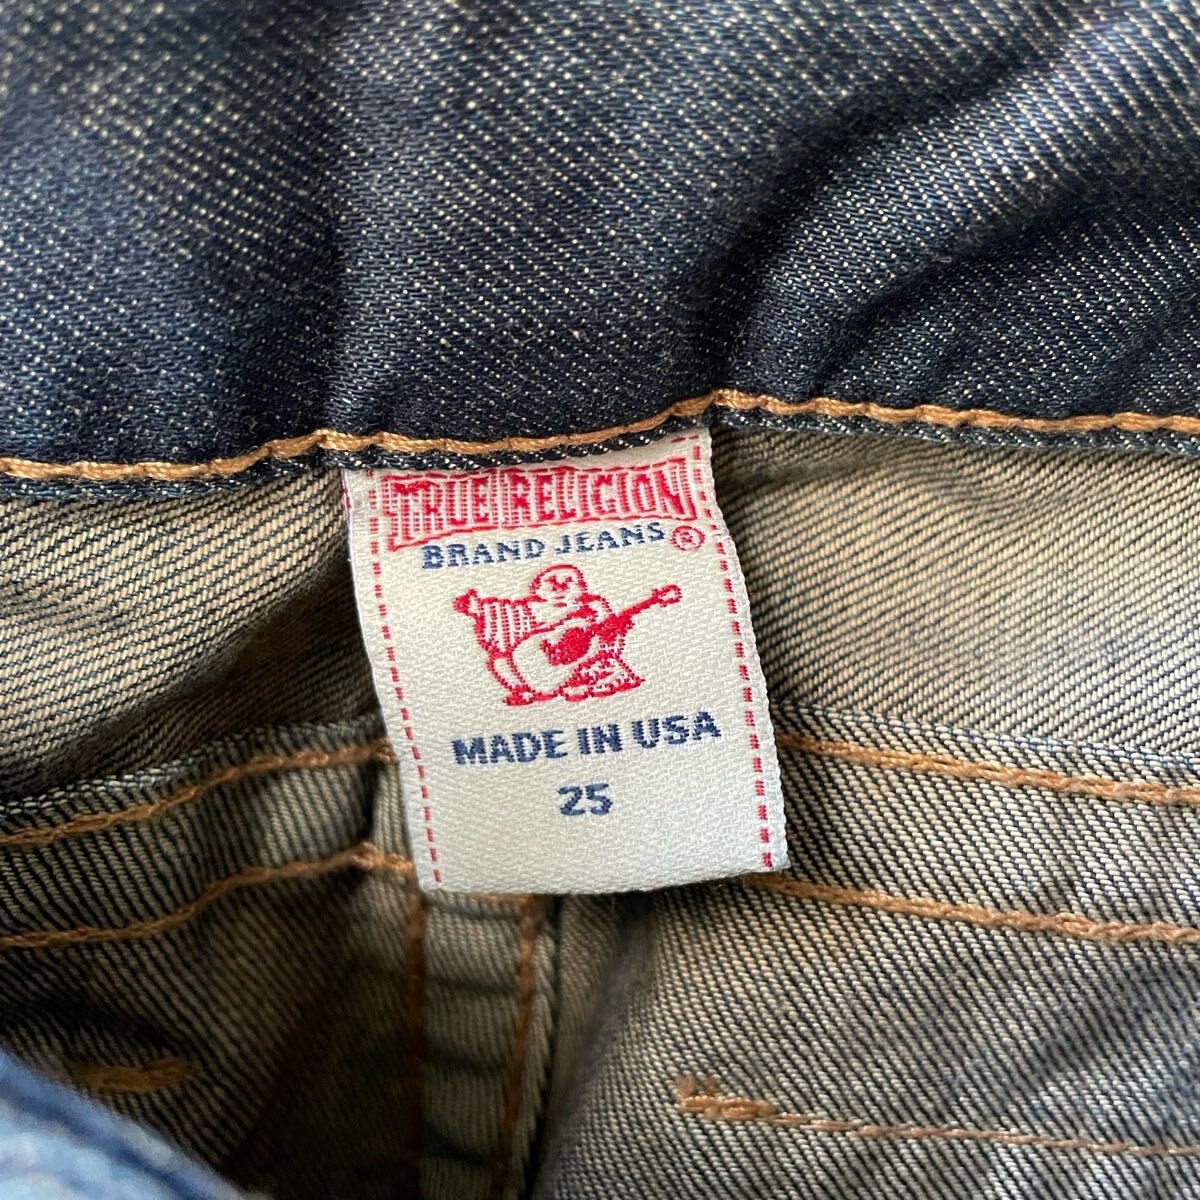 TRUE RELIGION
BRAND JEANS ®
MADE IN USA
25